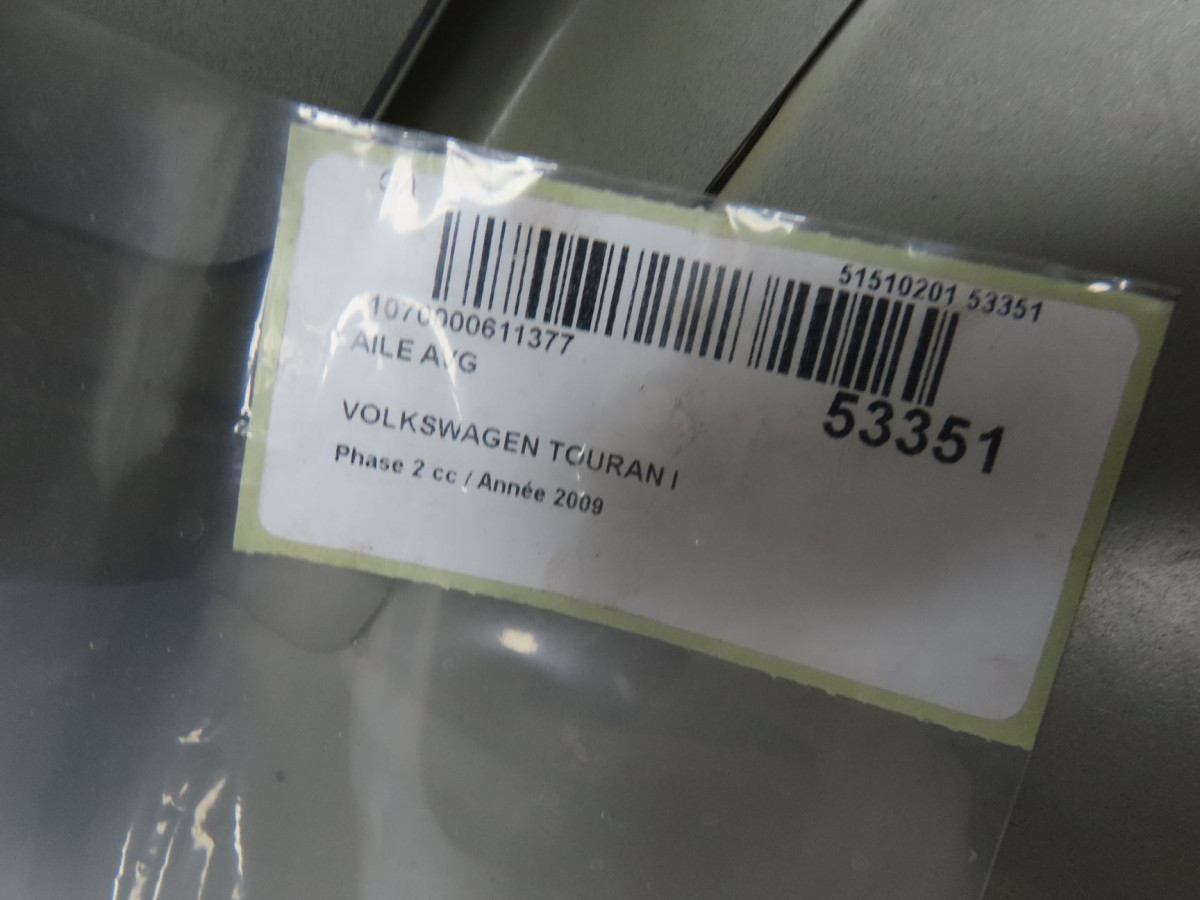 51510201 53351
1070000611377
AILE AVG
53351
VOLKSWAGEN TOURAN I
Phase 2 cc / Année 2009